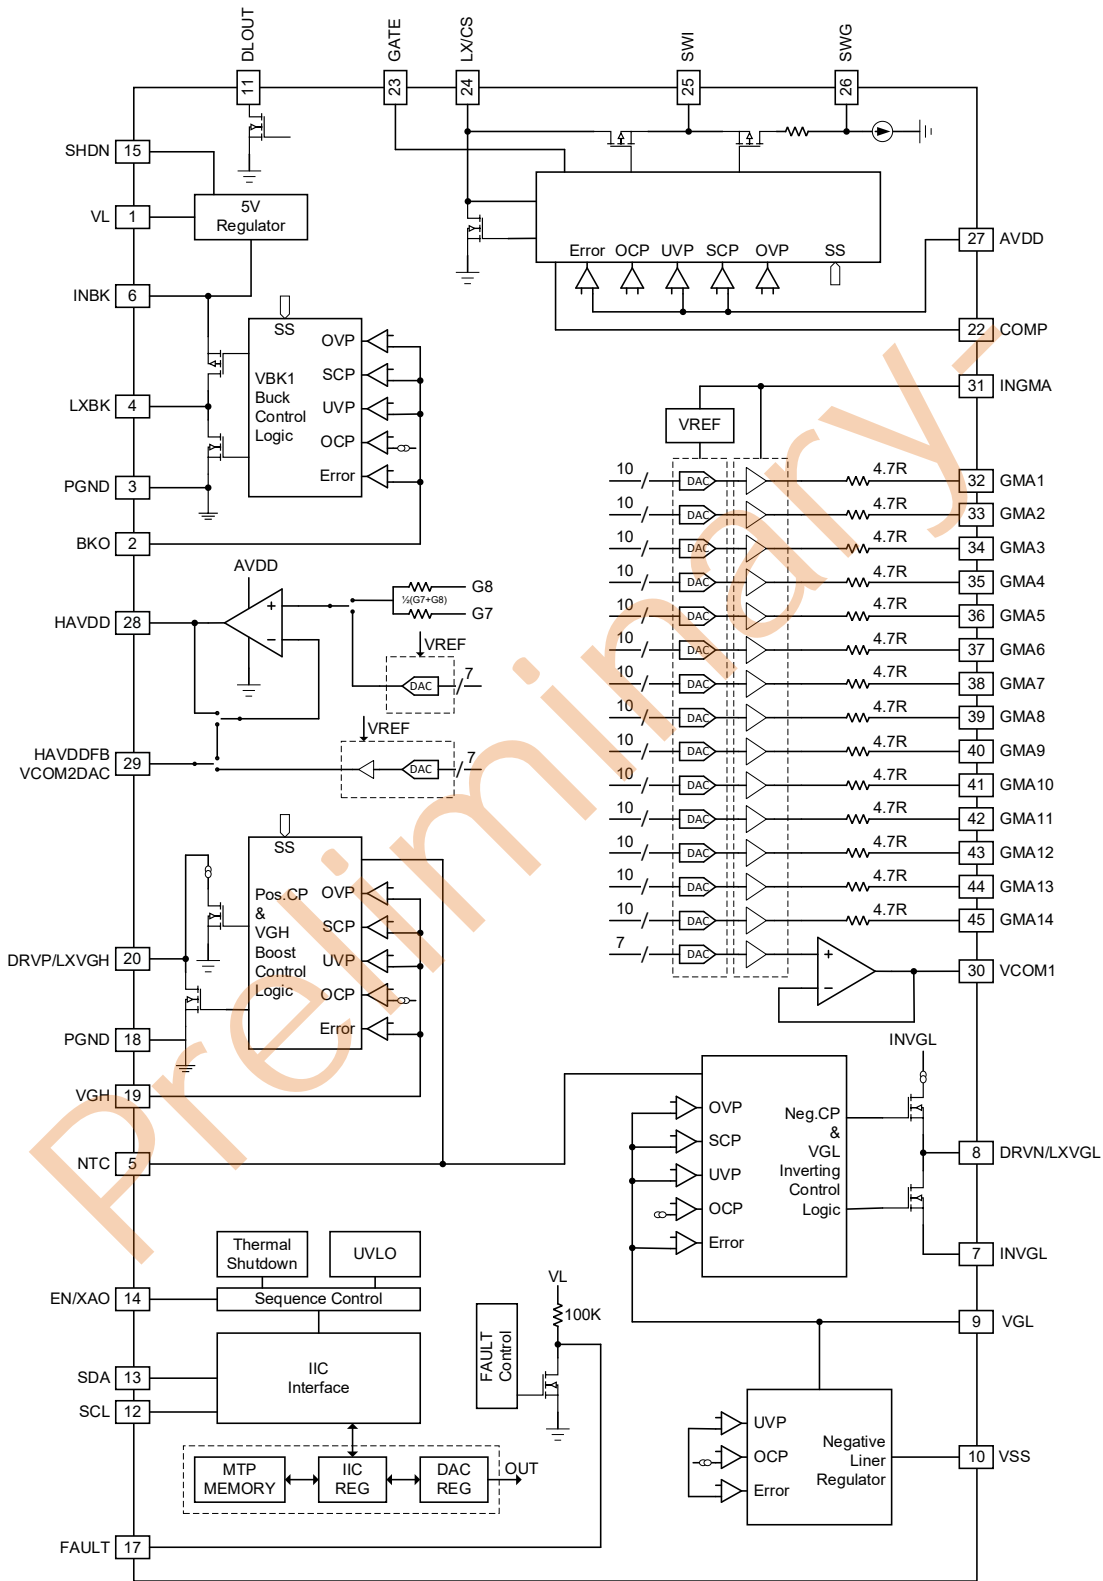 DLOUT
GATE
LX/CS
SWI
SWG
11
23
24
25
26
SHDN 15
VL 1
5V
Regulator
Error OCP UVP SCP OVP SS
27 AVDD
INBK 6
22 COMP
SS
OVP
SCP
UVP
OCP
Error
VBK1
Buck
Control
Logic
LXBK 4
PGND 3
BKO 2
31 INGMA
VREF
10 DAC 4.7R 32 GMA1
10 DAC 4.7R 33 GMA2
10 DAC 4.7R 34 GMA3
10 DAC 4.7R 35 GMA4
10 DAC 4.7R 36 GMA5
10 DAC 4.7R 37 GMA6
10 DAC 4.7R 38 GMA7
10 DAC 4.7R 39 GMA8
10 DAC 4.7R 40 GMA9
10 DAC 4.7R 41 GMA10
10 DAC 4.7R 42 GMA11
10 DAC 4.7R 43 GMA12
10 DAC 4.7R 44 GMA13
10 DAC 4.7R 45 GMA14
7 DAC + − 30 VCOM1
AVDD
HAVDD 28
+
−
G8
½(G7+G8)
G7
VREF
DAC 7
VREF
DAC 7
HAVDDFB
VCOM2DAC
29
SS
Pos.CP
&
VGH
Boost
Control
Logic
OVP
SCP
UVP
OCP
Error
DRVP/LXVGH 20
PGND 18
VGH 19
NTC 5
INVGL
OVP
SCP
UVP
OCP
Error
Neg.CP
&
VGL
Inverting
Control
Logic
8 DRVN/LXVGL
7 INVGL
9 VGL
Thermal
Shutdown
UVLO
EN/XAO 14
Sequence Control
SDA 13
SCL 12
IIC
Interface
MTP
MEMORY
IIC
REG
DAC
REG
OUT
VL
100K
FAULT
Control
FAULT 17
UVP
OCP
Error
Negative
Liner
Regulator
10 VSS
Preliminary-